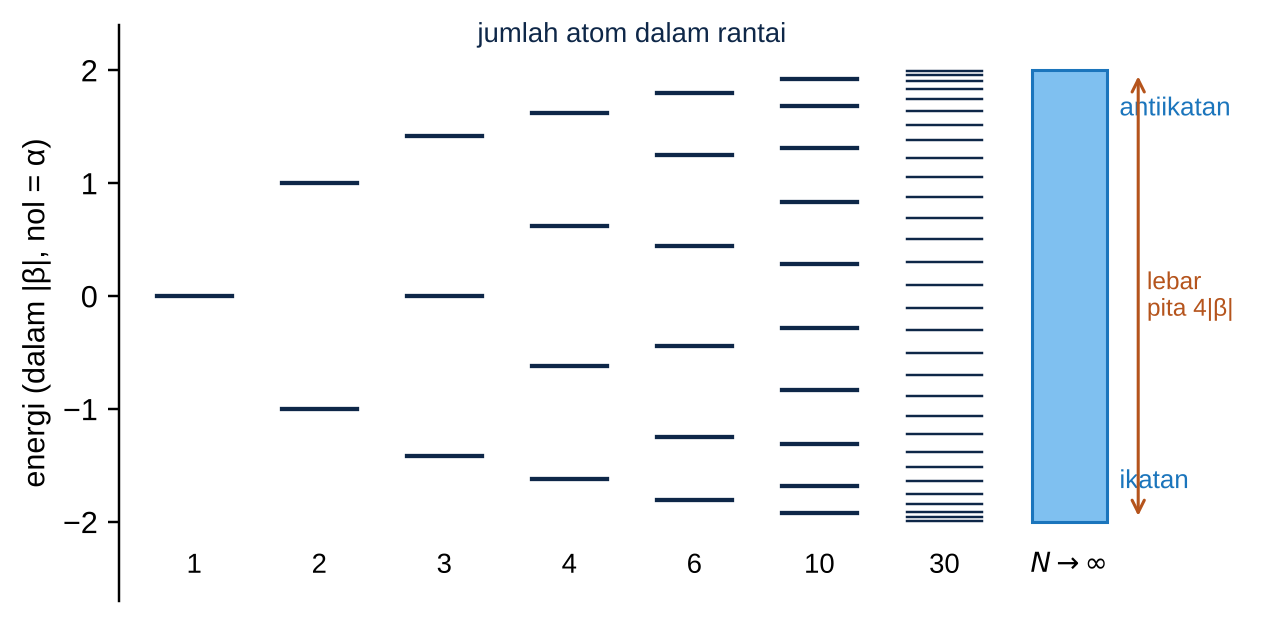 jumlah atom dalam rantai
energi (dalam |β|, nol = α)
2
1
0
−1
−2
antiikatan
lebar
pita 4|β|
ikatan
1
2
3
4
6
10
30
N → ∞